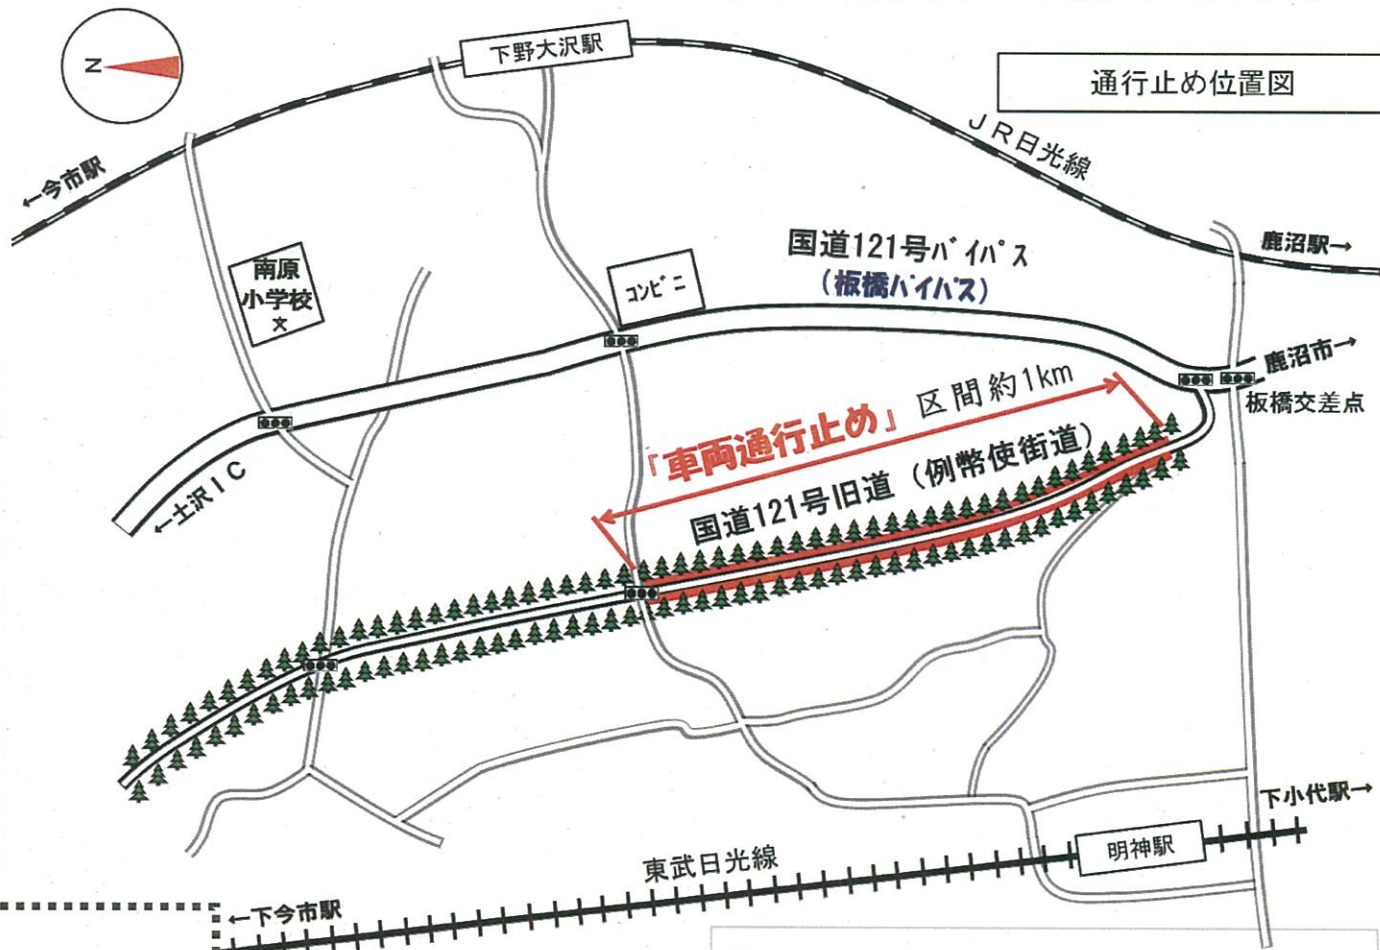 N
下野大沢駅
通行止め位置図
JR日光線
←今市駅
鹿沼駅→
南原
小学校
文
コンビニ
国道121号バイパス
(板橋バイパス)
鹿沼市→
板橋交差点
『車両通行止め』区間約1km
国道121号旧道(例幣使街道)
←土沢IC
下小代駅→
明神駅
東武日光線
←下今市駅